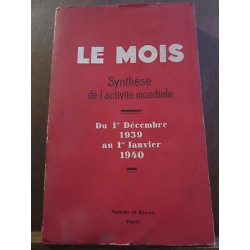 LE MOIS
Synthèse
de l'activité mondiale
Du 1er Décembre
1939
au 1er Janvier
1940
Paris